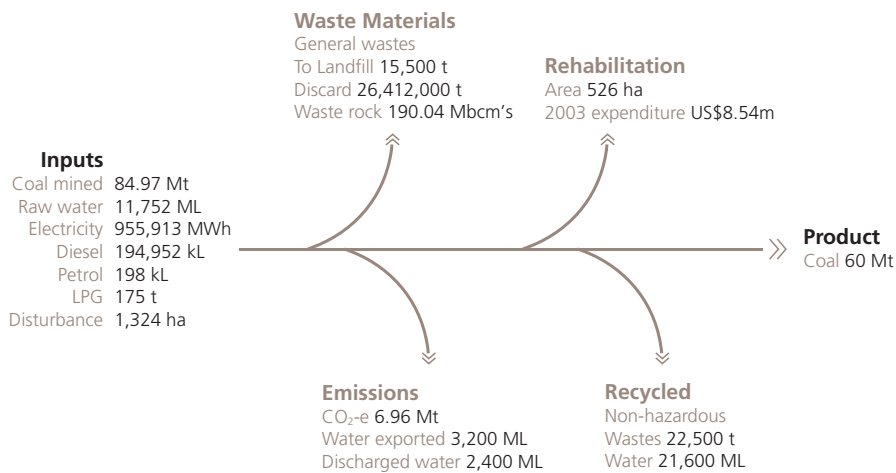 Waste Materials
General wastes
To Landfill 15,500 t
Discard 26,412,000 t
Waste rock 190.04 Mbcm's
Rehabilitation
Area 526 ha
2003 expenditure US$8.54m
Inputs
Coal mined 84.97 Mt
Raw water 11,752 ML
Electricity 955,913 MWh
Diesel 194,952 kL
Petrol 198 kL
LPG 175 t
Disturbance 1,324 ha
Product
Coal 60 Mt
Emissions
CO₂-e 6.96 Mt
Water exported 3,200 ML
Discharged water 2,400 ML
Recycled
Non-hazardous
Wastes 22,500 t
Water 21,600 ML